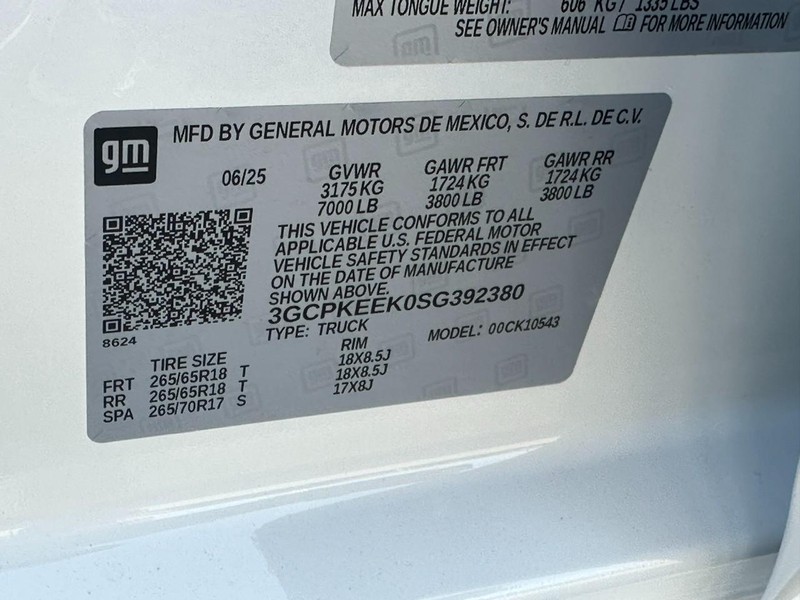 MAX TONGUE WEIGHT: 606 KG / 1335 LBS
SEE OWNER'S MANUAL FOR MORE INFORMATION
gm
MFD BY GENERAL MOTORS DE MEXICO, S. DE R.L. DE C.V.
06/25 GVWR GAWR FRT GAWR RR
3175 KG 1724 KG 1724 KG
7000 LB 3800 LB 3800 LB
THIS VEHICLE CONFORMS TO ALL
APPLICABLE U.S. FEDERAL MOTOR
VEHICLE SAFETY STANDARDS IN EFFECT
ON THE DATE OF MANUFACTURE
SHOWN ABOVE.
3GCPKEEK0SG392380
8624
TYPE: TRUCK MODEL: 00CK10543
TIRE SIZE RIM
FRT 265/65R18 T 18X8.5J
RR 265/65R18 T 18X8.5J
SPA 265/70R17 S 17X8J